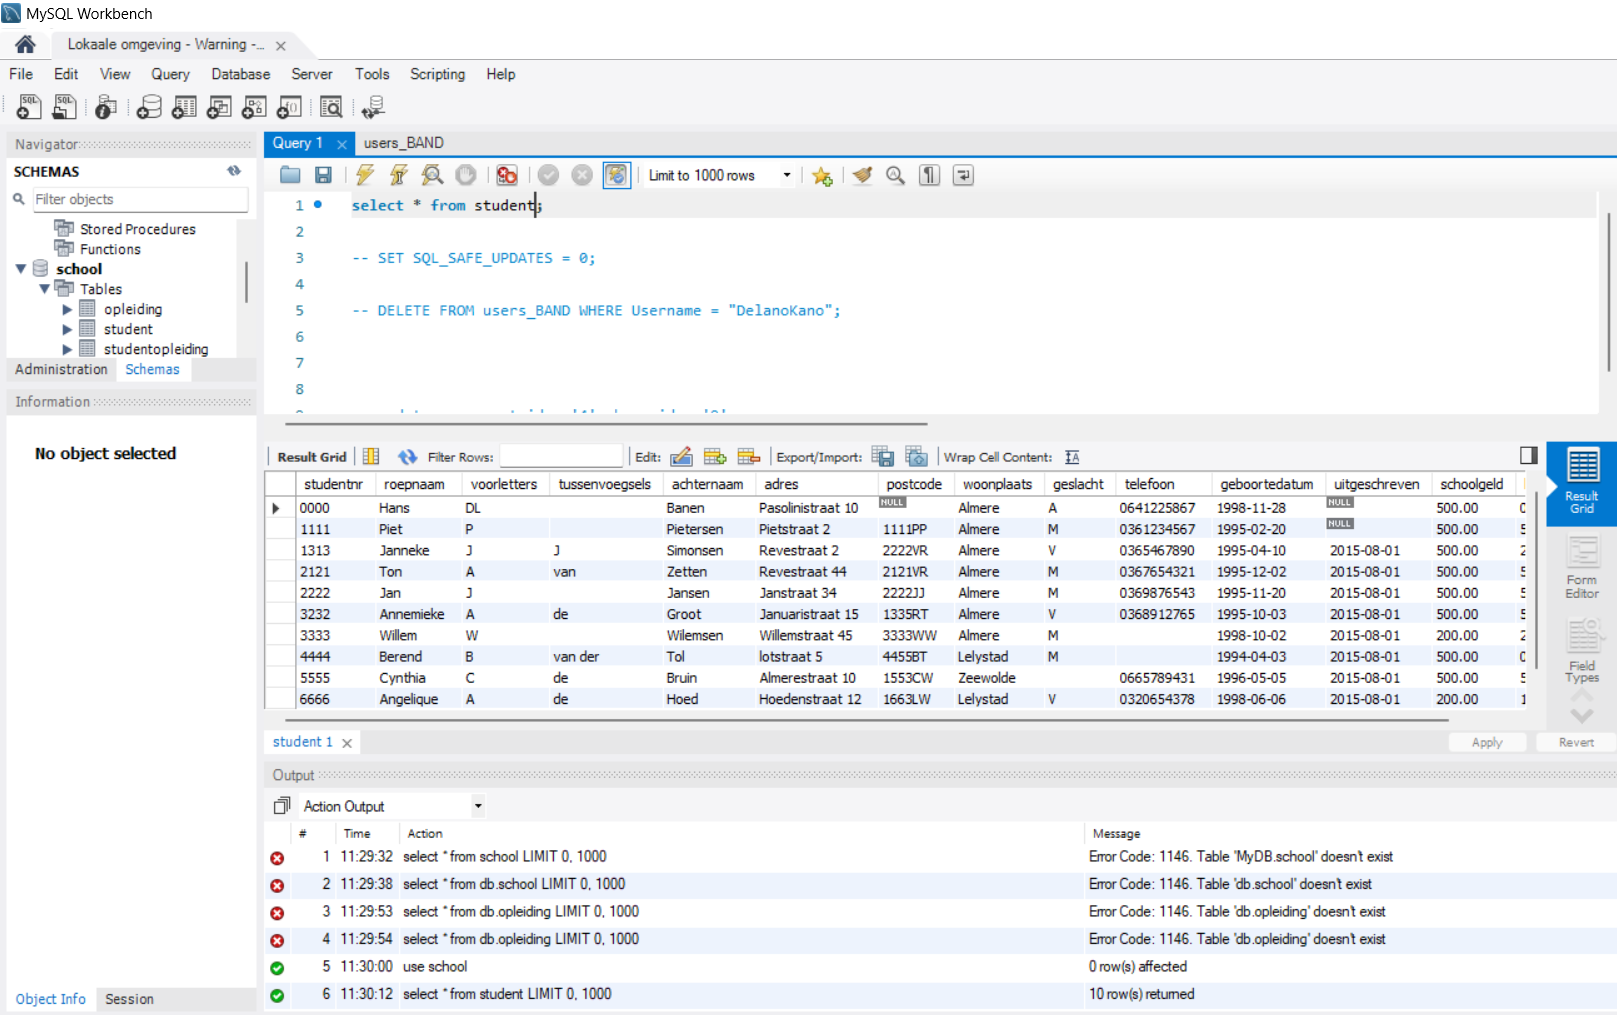 MySQL Workbench
Lokaale omgeving - Warning -...
File Edit View Query Database Server Tools Scripting Help
Navigator
SCHEMAS
Filter objects
Stored Procedures
Functions
school
Tables
opleiding
student
studentopleiding
Administration Schemas
Information
No object selected
Object Info Session
Query 1 users_BAND
Limit to 1000 rows
1 select * from student;
2
3 -- SET SQL_SAFE_UPDATES = 0;
4
5 -- DELETE FROM users_BAND WHERE Username = "DelanoKano";
6
7
8
Result Grid Filter Rows: Edit: Export/Import: Wrap Cell Content:
studentnr roepnaam voorletters tussenvoegsels achternaam adres postcode woonplaats geslacht telefoon geboortedatum uitgeschreven schoolgeld
0000 Hans DL Banen Pasolinistraat 10 NULL Almere A 0641225867 1998-11-28 NULL 500.00 0
1111 Piet P Pietersen Pietstraat 2 1111PP Almere M 0361234567 1995-02-20 NULL 500.00 5
1313 Janneke J J Simonsen Revestraat 2 2222VR Almere V 0365467890 1995-04-10 2015-08-01 500.00 2
2121 Ton A van Zetten Revestraat 44 2121VR Almere M 0367654321 1995-12-02 2015-08-01 500.00 5
2222 Jan J Jansen Janstraat 34 2222JJ Almere M 0369876543 1995-11-20 2015-08-01 500.00 5
3232 Annemieke A de Groot Januaristraat 15 1335RT Almere V 0368912765 1995-10-03 2015-08-01 500.00 5
3333 Willem W Wilemsen Willemstraat 45 3333WW Almere M 1998-10-02 2015-08-01 200.00 2
4444 Berend B van der Tol lotstraat 5 4455BT Lelystad M 1994-04-03 2015-08-01 500.00 0
5555 Cynthia C de Bruin Almerestraat 10 1553CW Zeewolde 0665789431 1996-05-05 2015-08-01 500.00 5
6666 Angelique A de Hoed Hoedenstraat 12 1663LW Lelystad V 0320654378 1998-06-06 2015-08-01 200.00 1
Result Grid
Form Editor
Field Types
student 1
Apply Revert
Output
Action Output
# Time Action Message
1 11:29:32 select * from school LIMIT 0, 1000 Error Code: 1146. Table 'MyDB.school' doesn't exist
2 11:29:38 select * from db.school LIMIT 0, 1000 Error Code: 1146. Table 'db.school' doesn't exist
3 11:29:53 select * from db.opleiding LIMIT 0, 1000 Error Code: 1146. Table 'db.opleiding' doesn't exist
4 11:29:54 select * from db.opleiding LIMIT 0, 1000 Error Code: 1146. Table 'db.opleiding' doesn't exist
5 11:30:00 use school 0 row(s) affected
6 11:30:12 select * from student LIMIT 0, 1000 10 row(s) returned